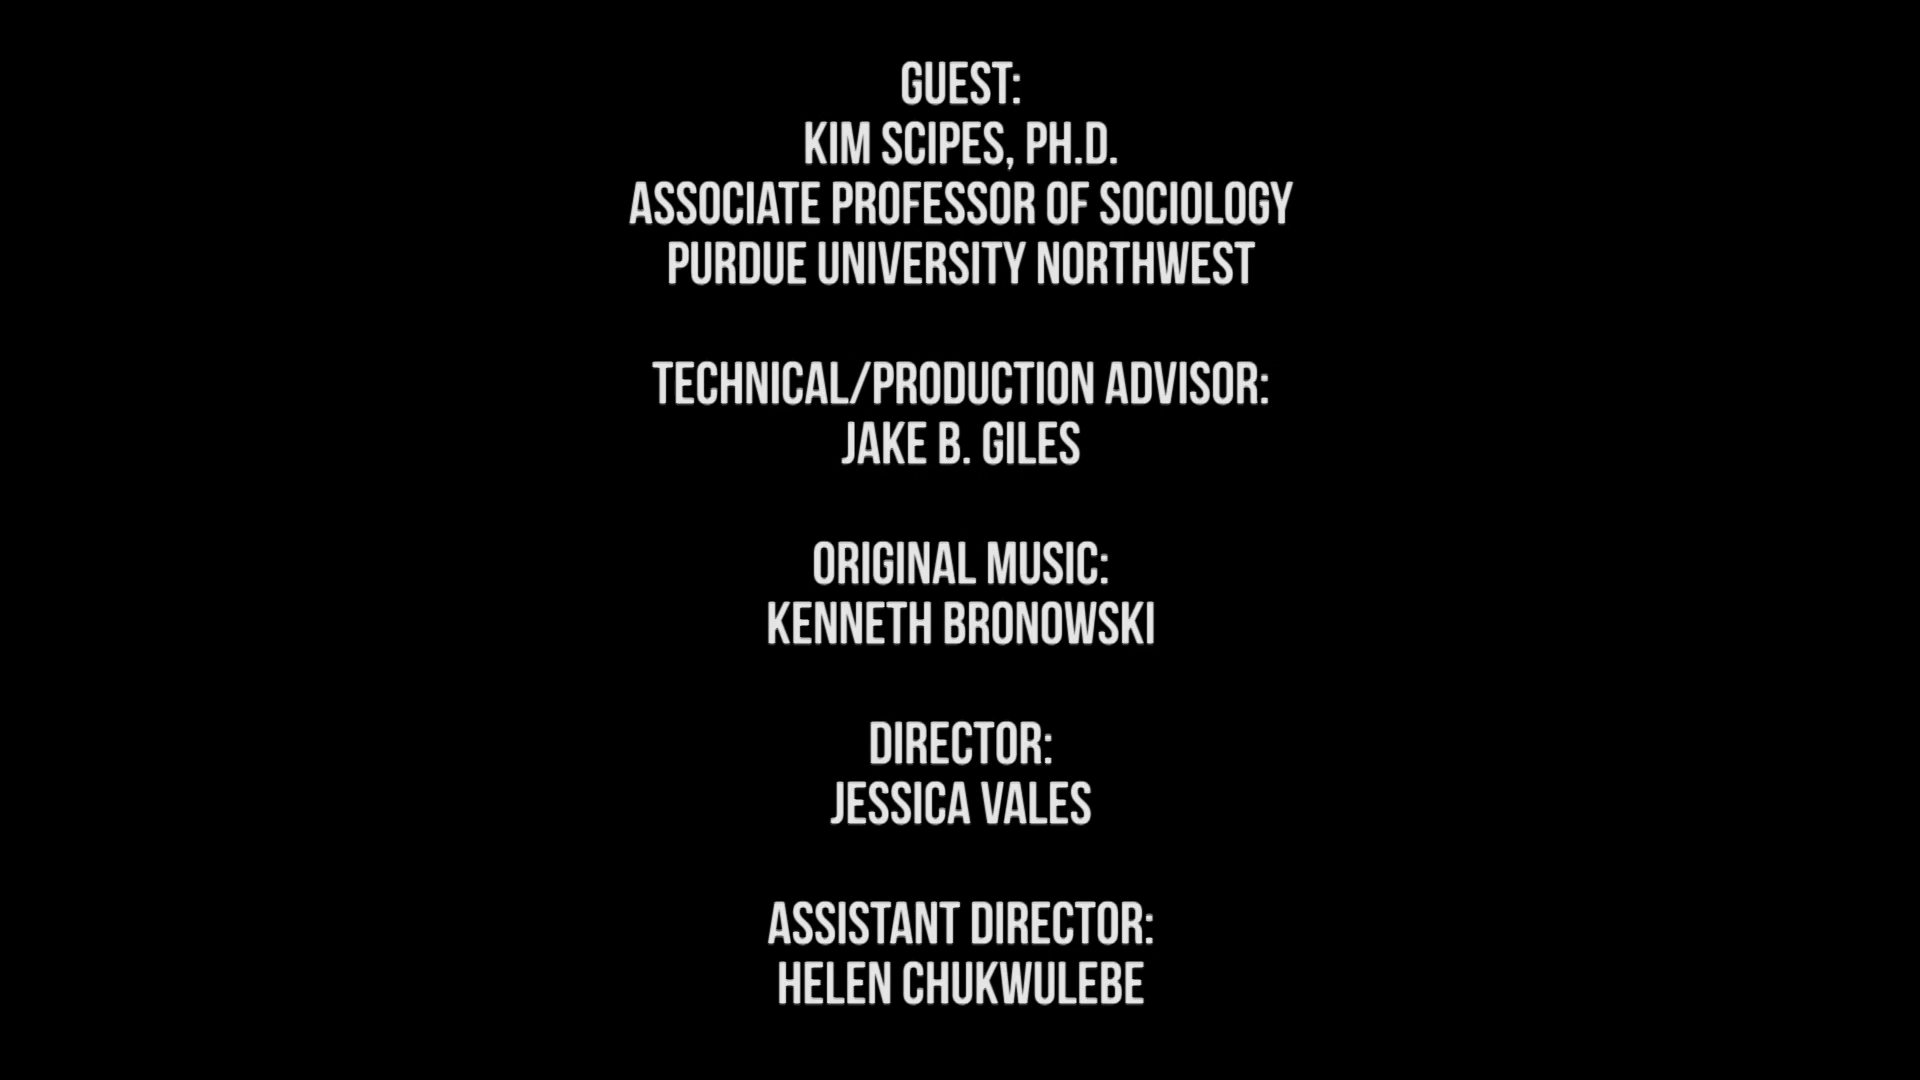 GUEST:
KIM SCIPES, PH.D.
ASSOCIATE PROFESSOR OF SOCIOLOGY
PURDUE UNIVERSITY NORTHWEST
TECHNICAL/PRODUCTION ADVISOR:
JAKE B. GILES
ORIGINAL MUSIC:
KENNETH BRONOWSKI
DIRECTOR:
JESSICA VALES
ASSISTANT DIRECTOR:
HELEN CHUKWULEBE